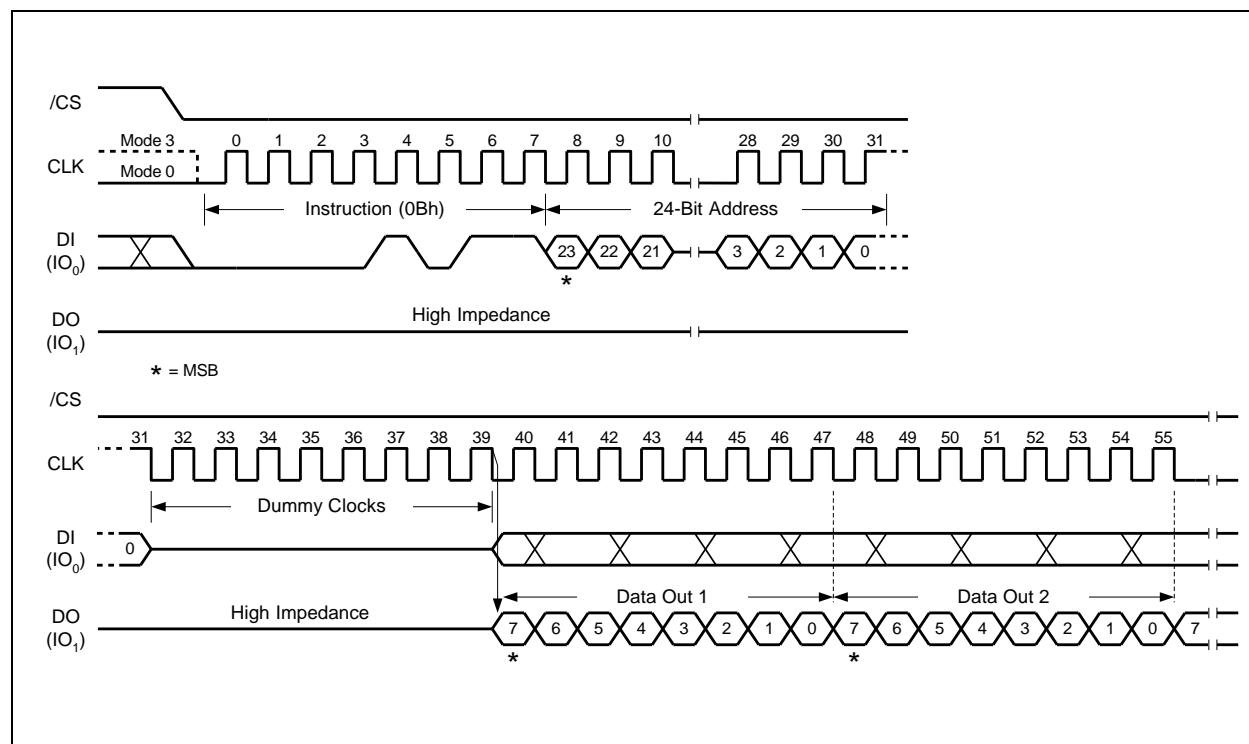 /CS
Mode 3 0 1 2 3 4 5 6 7 8 9 10 28 29 30 31
CLK
Mode 0
Instruction (0Bh) 24-Bit Address
DI
(IO0) 23 22 21 3 2 1 0
*
DO High Impedance
(IO1)
* = MSB
/CS
31 32 33 34 35 36 37 38 39 40 41 42 43 44 45 46 47 48 49 50 51 52 53 54 55
CLK
Dummy Clocks
DI
(IO0) 0
Data Out 1 Data Out 2
DO High Impedance
(IO1) 7 6 5 4 3 2 1 0 7 6 5 4 3 2 1 0 7
* *